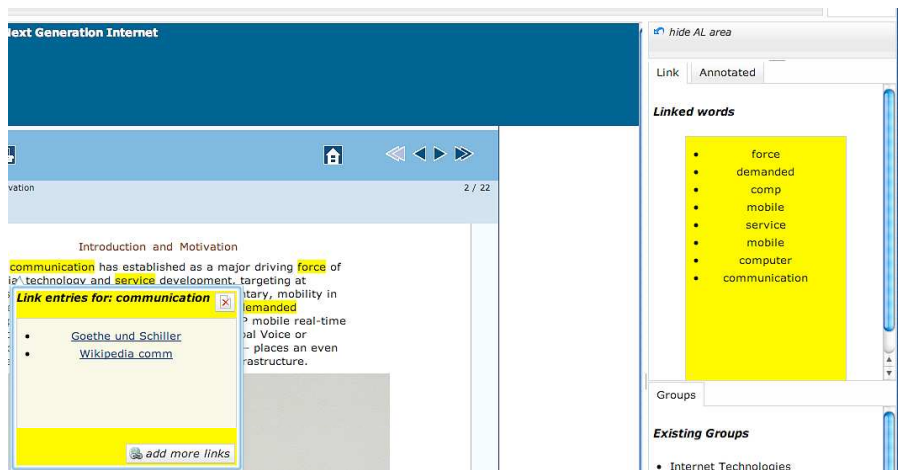 Next Generation Internet
hide AL area
Link Annotated
Linked words
force
demanded
comp
mobile
service
mobile
computer
communication
vation
2 / 22
Introduction and Motivation
communication has established as a major driving force of
technology and service development, targeting at
ntary, mobility in
demanded
P mobile real-time
bal Voice or
– places an even
rastructure.
Link entries for: communication
Goethe und Schiller
Wikipedia comm
add more links
Groups
Existing Groups
Internet Technologies